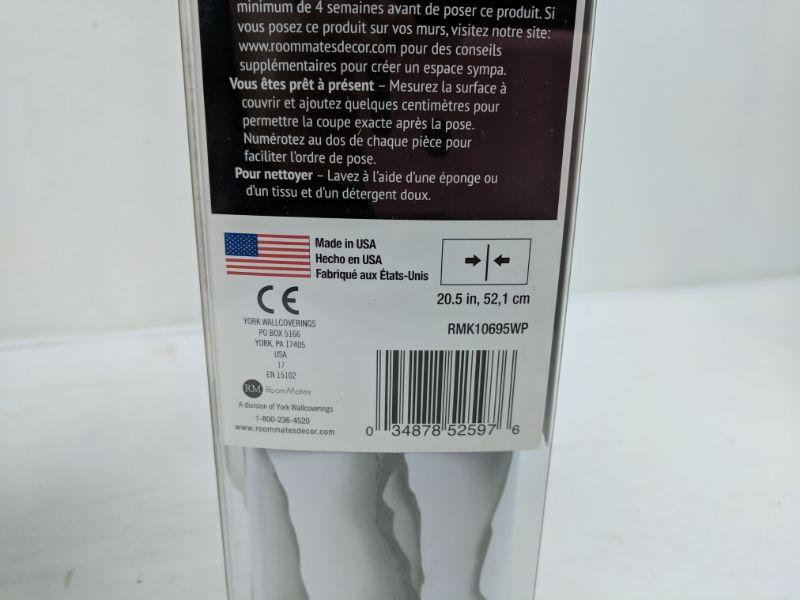 minimum de 4 semaines avant de poser ce produit. Si
vous posez ce produit sur vos murs, visitez notre site:
www.roommatesdecor.com pour des conseils
supplémentaires pour créer un espace sympa.
Vous êtes prêt à présent – Mesurez la surface à
couvrir et ajoutez quelques centimètres pour
permettre la coupe exacte après la pose.
Numérotez au dos de chaque pièce pour
faciliter l'ordre de pose.
Pour nettoyer – Lavez à l'aide d'une éponge ou
d'un tissu et d'un détergent doux.
Made in USA
Hecho en USA
Fabriqué aux États-Unis
20.5 in, 52,1 cm
CE
YORK WALLCOVERINGS
PO BOX 5166
YORK, PA 17405
USA
17
EN 15102
RM RoomMates
A division of York Wallcoverings
1-800-236-4520
www.roommatesdecor.com
RMK10695WP
0 34878 52597 6